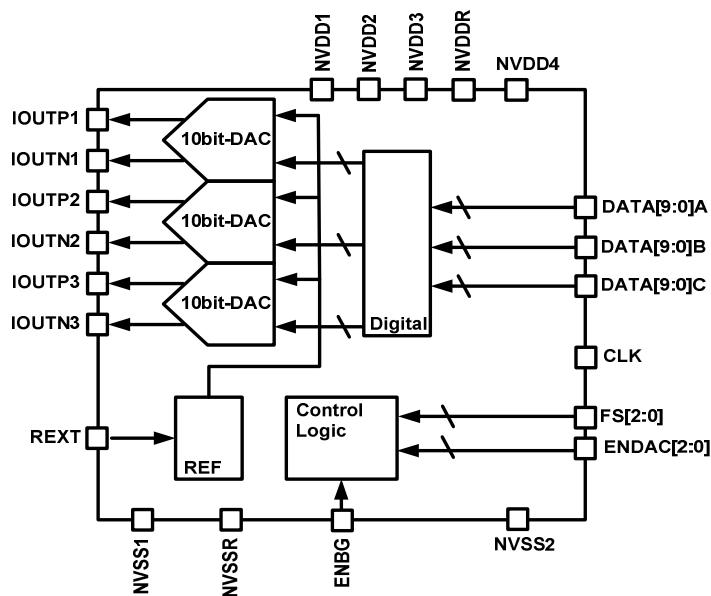 NVDD1
NVDD2
NVDD3
NVDDR
NVDD4
IOUTP1
IOUTN1
IOUTP2
IOUTN2
IOUTP3
IOUTN3
10bit-DAC
10bit-DAC
10bit-DAC
Digital
DATA[9:0]A
DATA[9:0]B
DATA[9:0]C
CLK
FS[2:0]
ENDAC[2:0]
Control
Logic
REXT
REF
NVSS1
NVSSR
ENBG
NVSS2